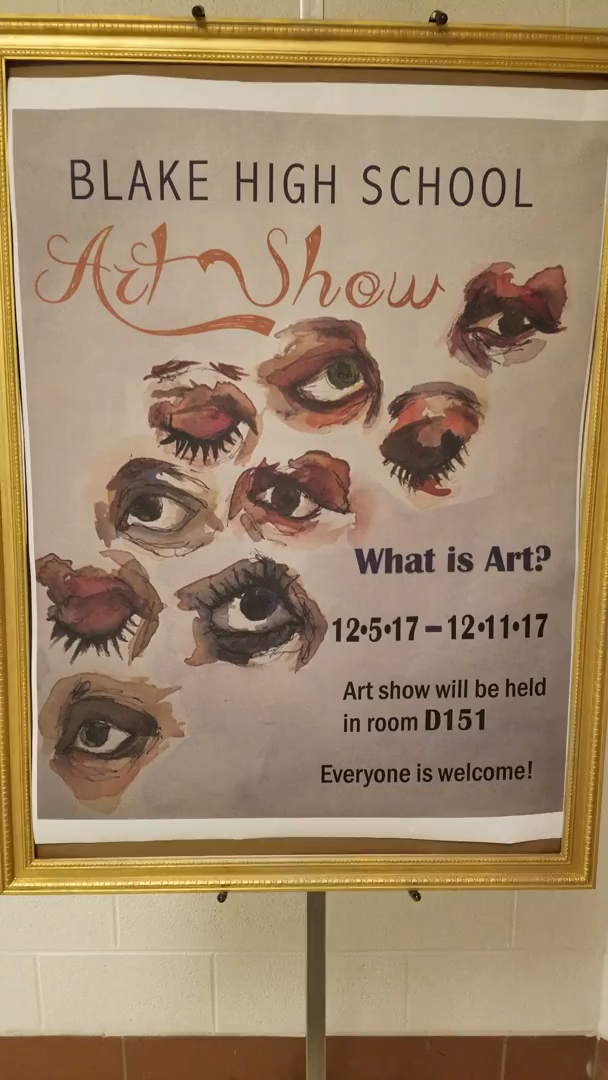 BLAKE HIGH SCHOOL
Art Show
What is Art?
12•5•17 – 12•11•17
Art show will be held
in room D151
Everyone is welcome!